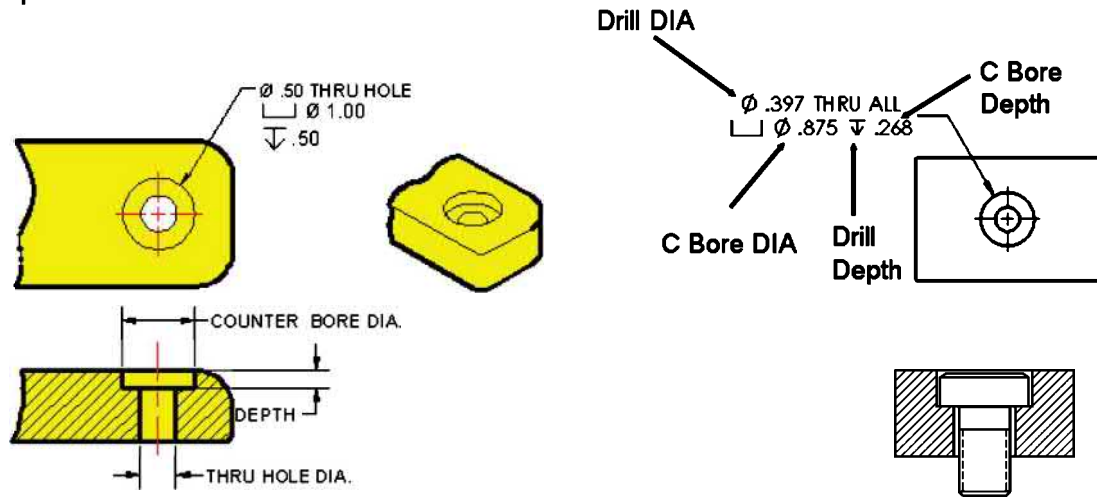 Ø .50 THRU HOLE
⌴ Ø 1.00
↧ .50
COUNTER BORE DIA.
DEPTH
THRU HOLE DIA.
Drill DIA
C Bore
Depth
Ø .397 THRU ALL
⌴ Ø .875 ↧ .268
C Bore DIA
Drill
Depth